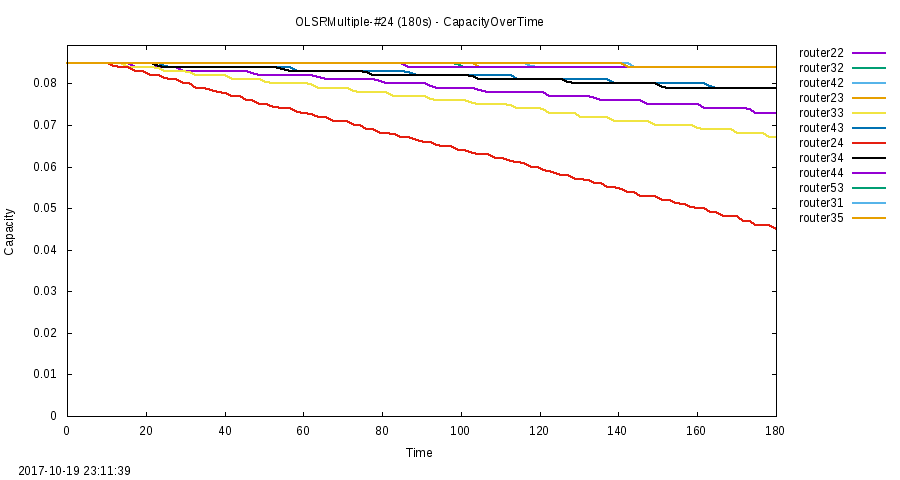 OLSRMultiple-#24 (180s) - CapacityOverTime
router22
router32
router42
router23
router33
router43
router24
router34
router44
router53
router31
router35
0.08
0.07
0.06
0.05
0.04
0.03
0.02
0.01
0
Capacity
0 20 40 60 80 100 120 140 160 180
Time
2017-10-19 23:11:39